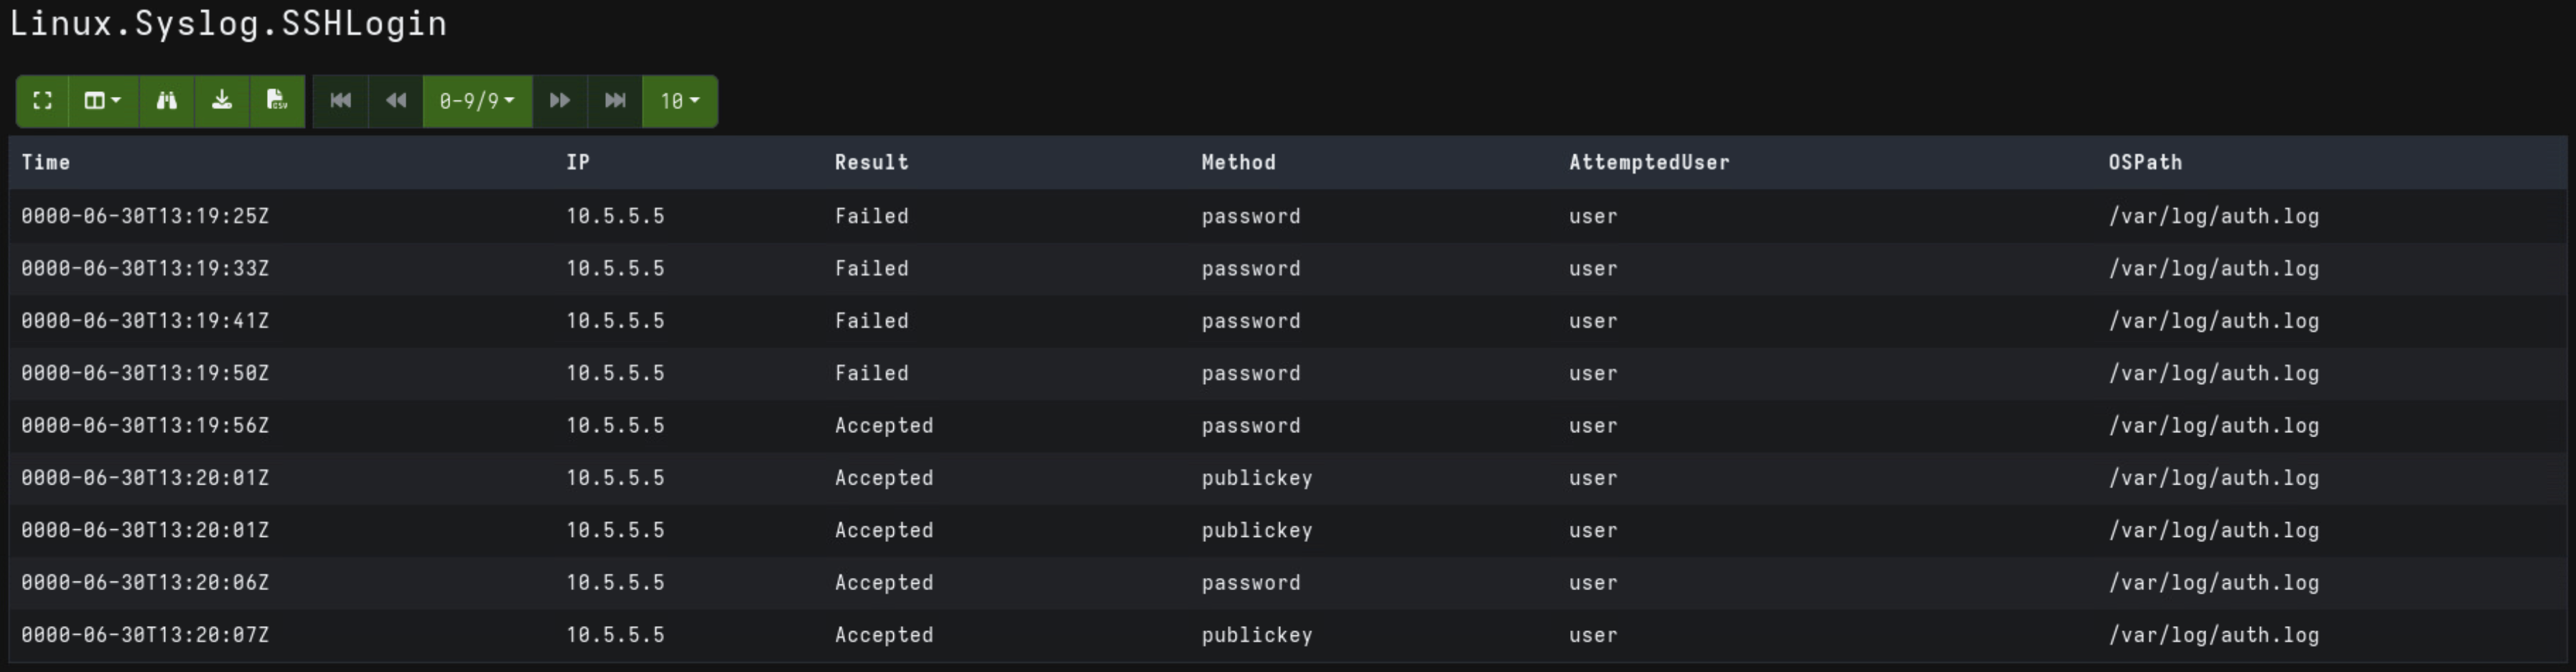 Linux.Syslog.SSHLogin
CSV 0-9/9 10
Time IP Result Method AttemptedUser OSPath
0000-06-30T13:19:25Z 10.5.5.5 Failed password user /var/log/auth.log
0000-06-30T13:19:33Z 10.5.5.5 Failed password user /var/log/auth.log
0000-06-30T13:19:41Z 10.5.5.5 Failed password user /var/log/auth.log
0000-06-30T13:19:50Z 10.5.5.5 Failed password user /var/log/auth.log
0000-06-30T13:19:56Z 10.5.5.5 Accepted password user /var/log/auth.log
0000-06-30T13:20:01Z 10.5.5.5 Accepted publickey user /var/log/auth.log
0000-06-30T13:20:01Z 10.5.5.5 Accepted publickey user /var/log/auth.log
0000-06-30T13:20:06Z 10.5.5.5 Accepted password user /var/log/auth.log
0000-06-30T13:20:07Z 10.5.5.5 Accepted publickey user /var/log/auth.log